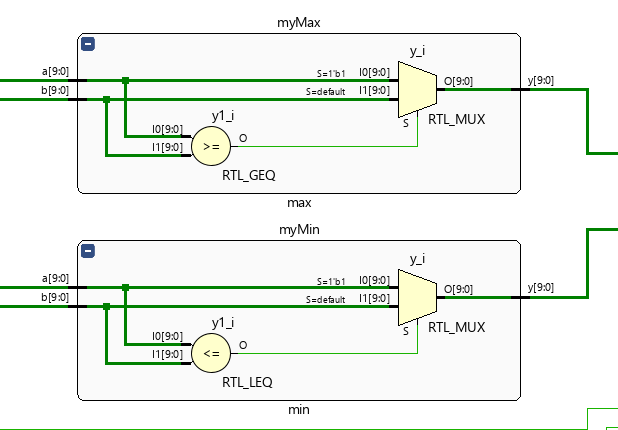 myMax
y_i
a[9:0]
S=1'b1
I0[9:0]
O[9:0]
y[9:0]
b[9:0]
S=default
I1[9:0]
y1_i
S
RTL_MUX
I0[9:0]
O
I1[9:0]
>=
RTL_GEQ
max
myMin
y_i
a[9:0]
S=1'b1
I0[9:0]
O[9:0]
y[9:0]
b[9:0]
S=default
I1[9:0]
y1_i
S
RTL_MUX
I0[9:0]
O
I1[9:0]
<=
RTL_LEQ
min